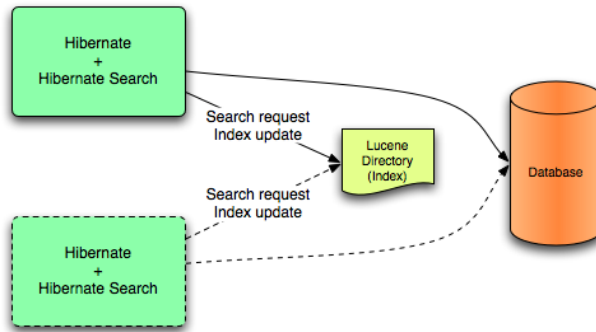 Hibernate
+
Hibernate Search
Search request
Index update
Lucene
Directory
(Index)
Database
Search request
Index update
Hibernate
+
Hibernate Search